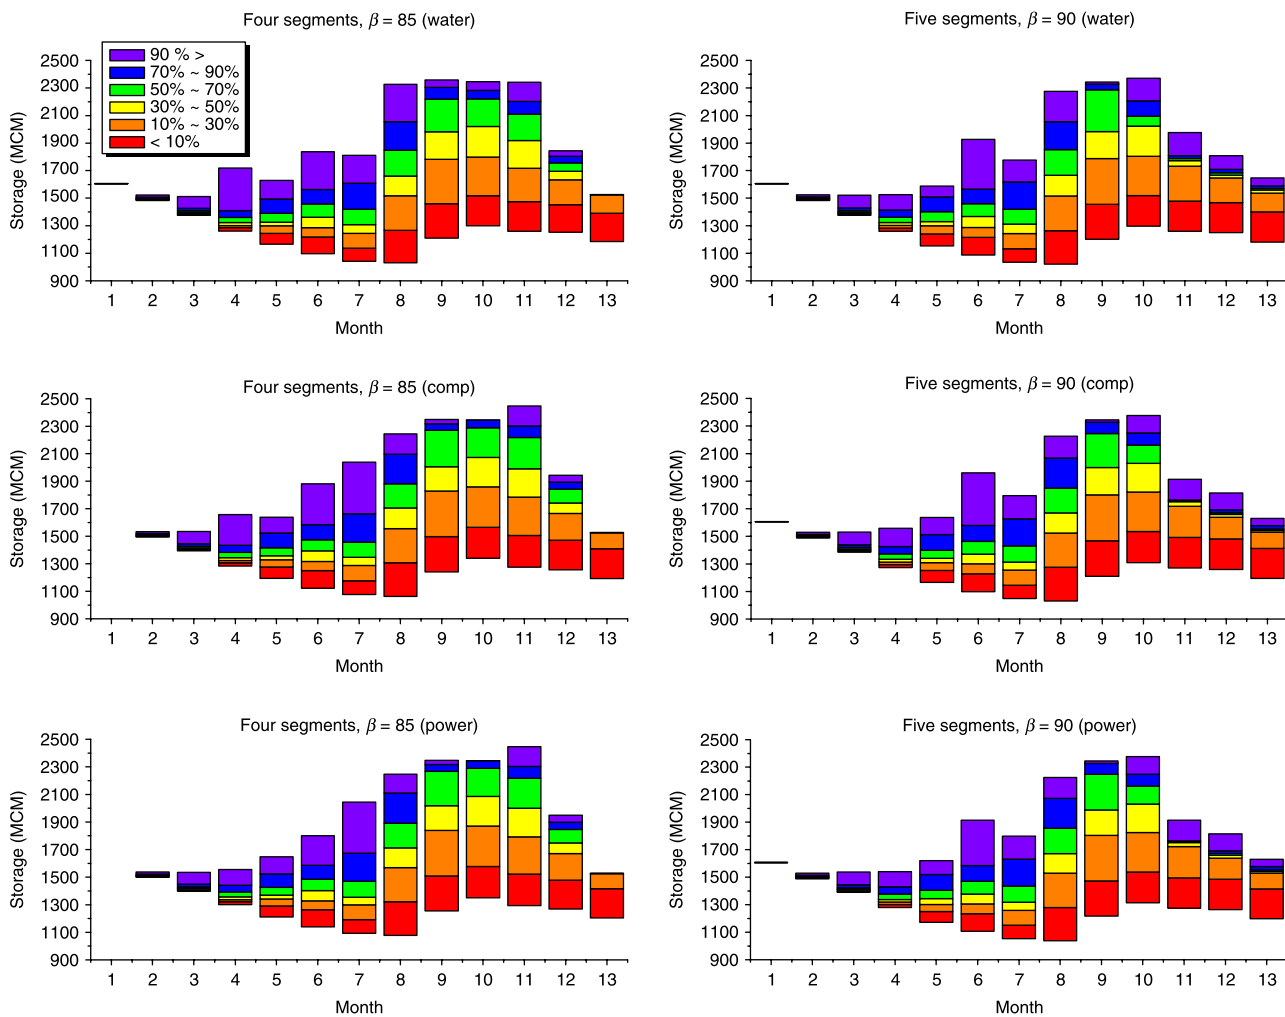 Four segments, β = 85 (water)
Storage (MCM)
2500
2300
2100
1900
1700
1500
1300
1100
900
90 % >
70% ~ 90%
50% ~ 70%
30% ~ 50%
10% ~ 30%
< 10%
1 2 3 4 5 6 7 8 9 10 11 12 13
Month
Five segments, β = 90 (water)
Storage (MCM)
2500
2300
2100
1900
1700
1500
1300
1100
900
1 2 3 4 5 6 7 8 9 10 11 12 13
Month
Four segments, β = 85 (comp)
Storage (MCM)
2500
2300
2100
1900
1700
1500
1300
1100
900
1 2 3 4 5 6 7 8 9 10 11 12 13
Month
Five segments, β = 90 (comp)
Storage (MCM)
2500
2300
2100
1900
1700
1500
1300
1100
900
1 2 3 4 5 6 7 8 9 10 11 12 13
Month
Four segments, β = 85 (power)
Storage (MCM)
2500
2300
2100
1900
1700
1500
1300
1100
900
1 2 3 4 5 6 7 8 9 10 11 12 13
Month
Five segments, β = 90 (power)
Storage (MCM)
2500
2300
2100
1900
1700
1500
1300
1100
900
1 2 3 4 5 6 7 8 9 10 11 12 13
Month